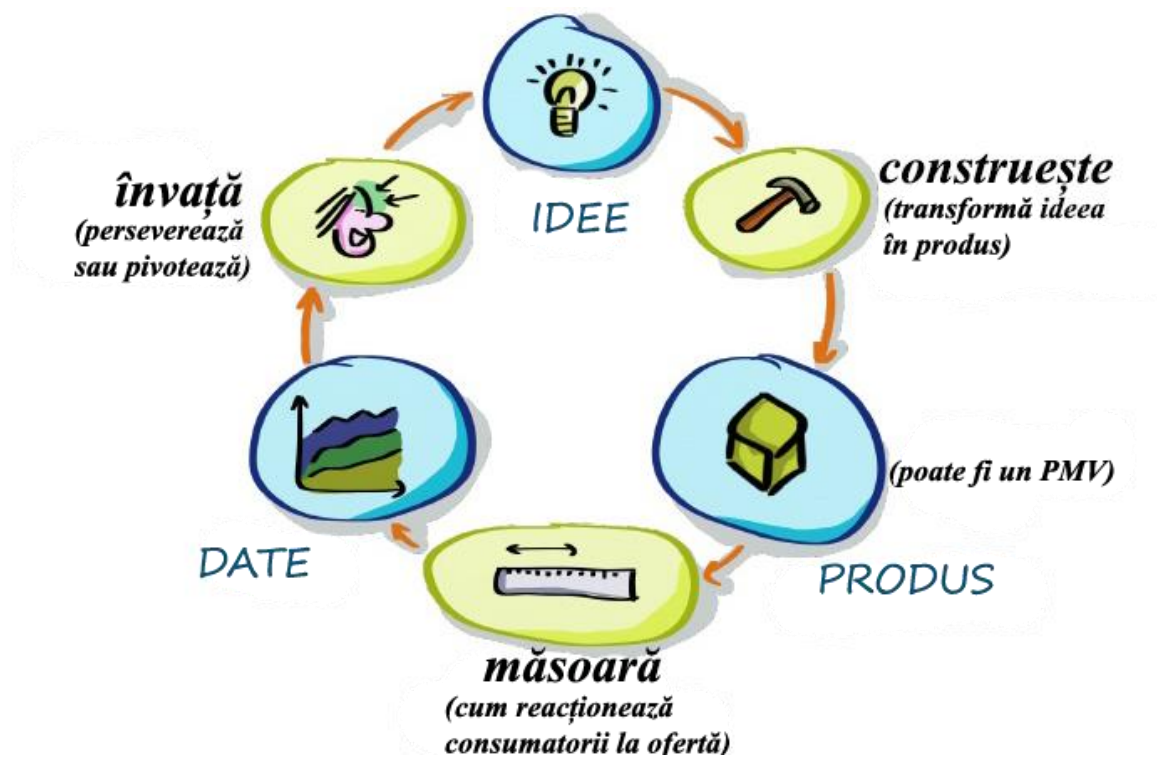 IDEE
construește
(transformă ideea
în produs)
(poate fi un PMV)
PRODUS
măsoară
(cum reacționează
consumatorii la ofertă)
DATE
învață
(perseverează
sau pivotează)